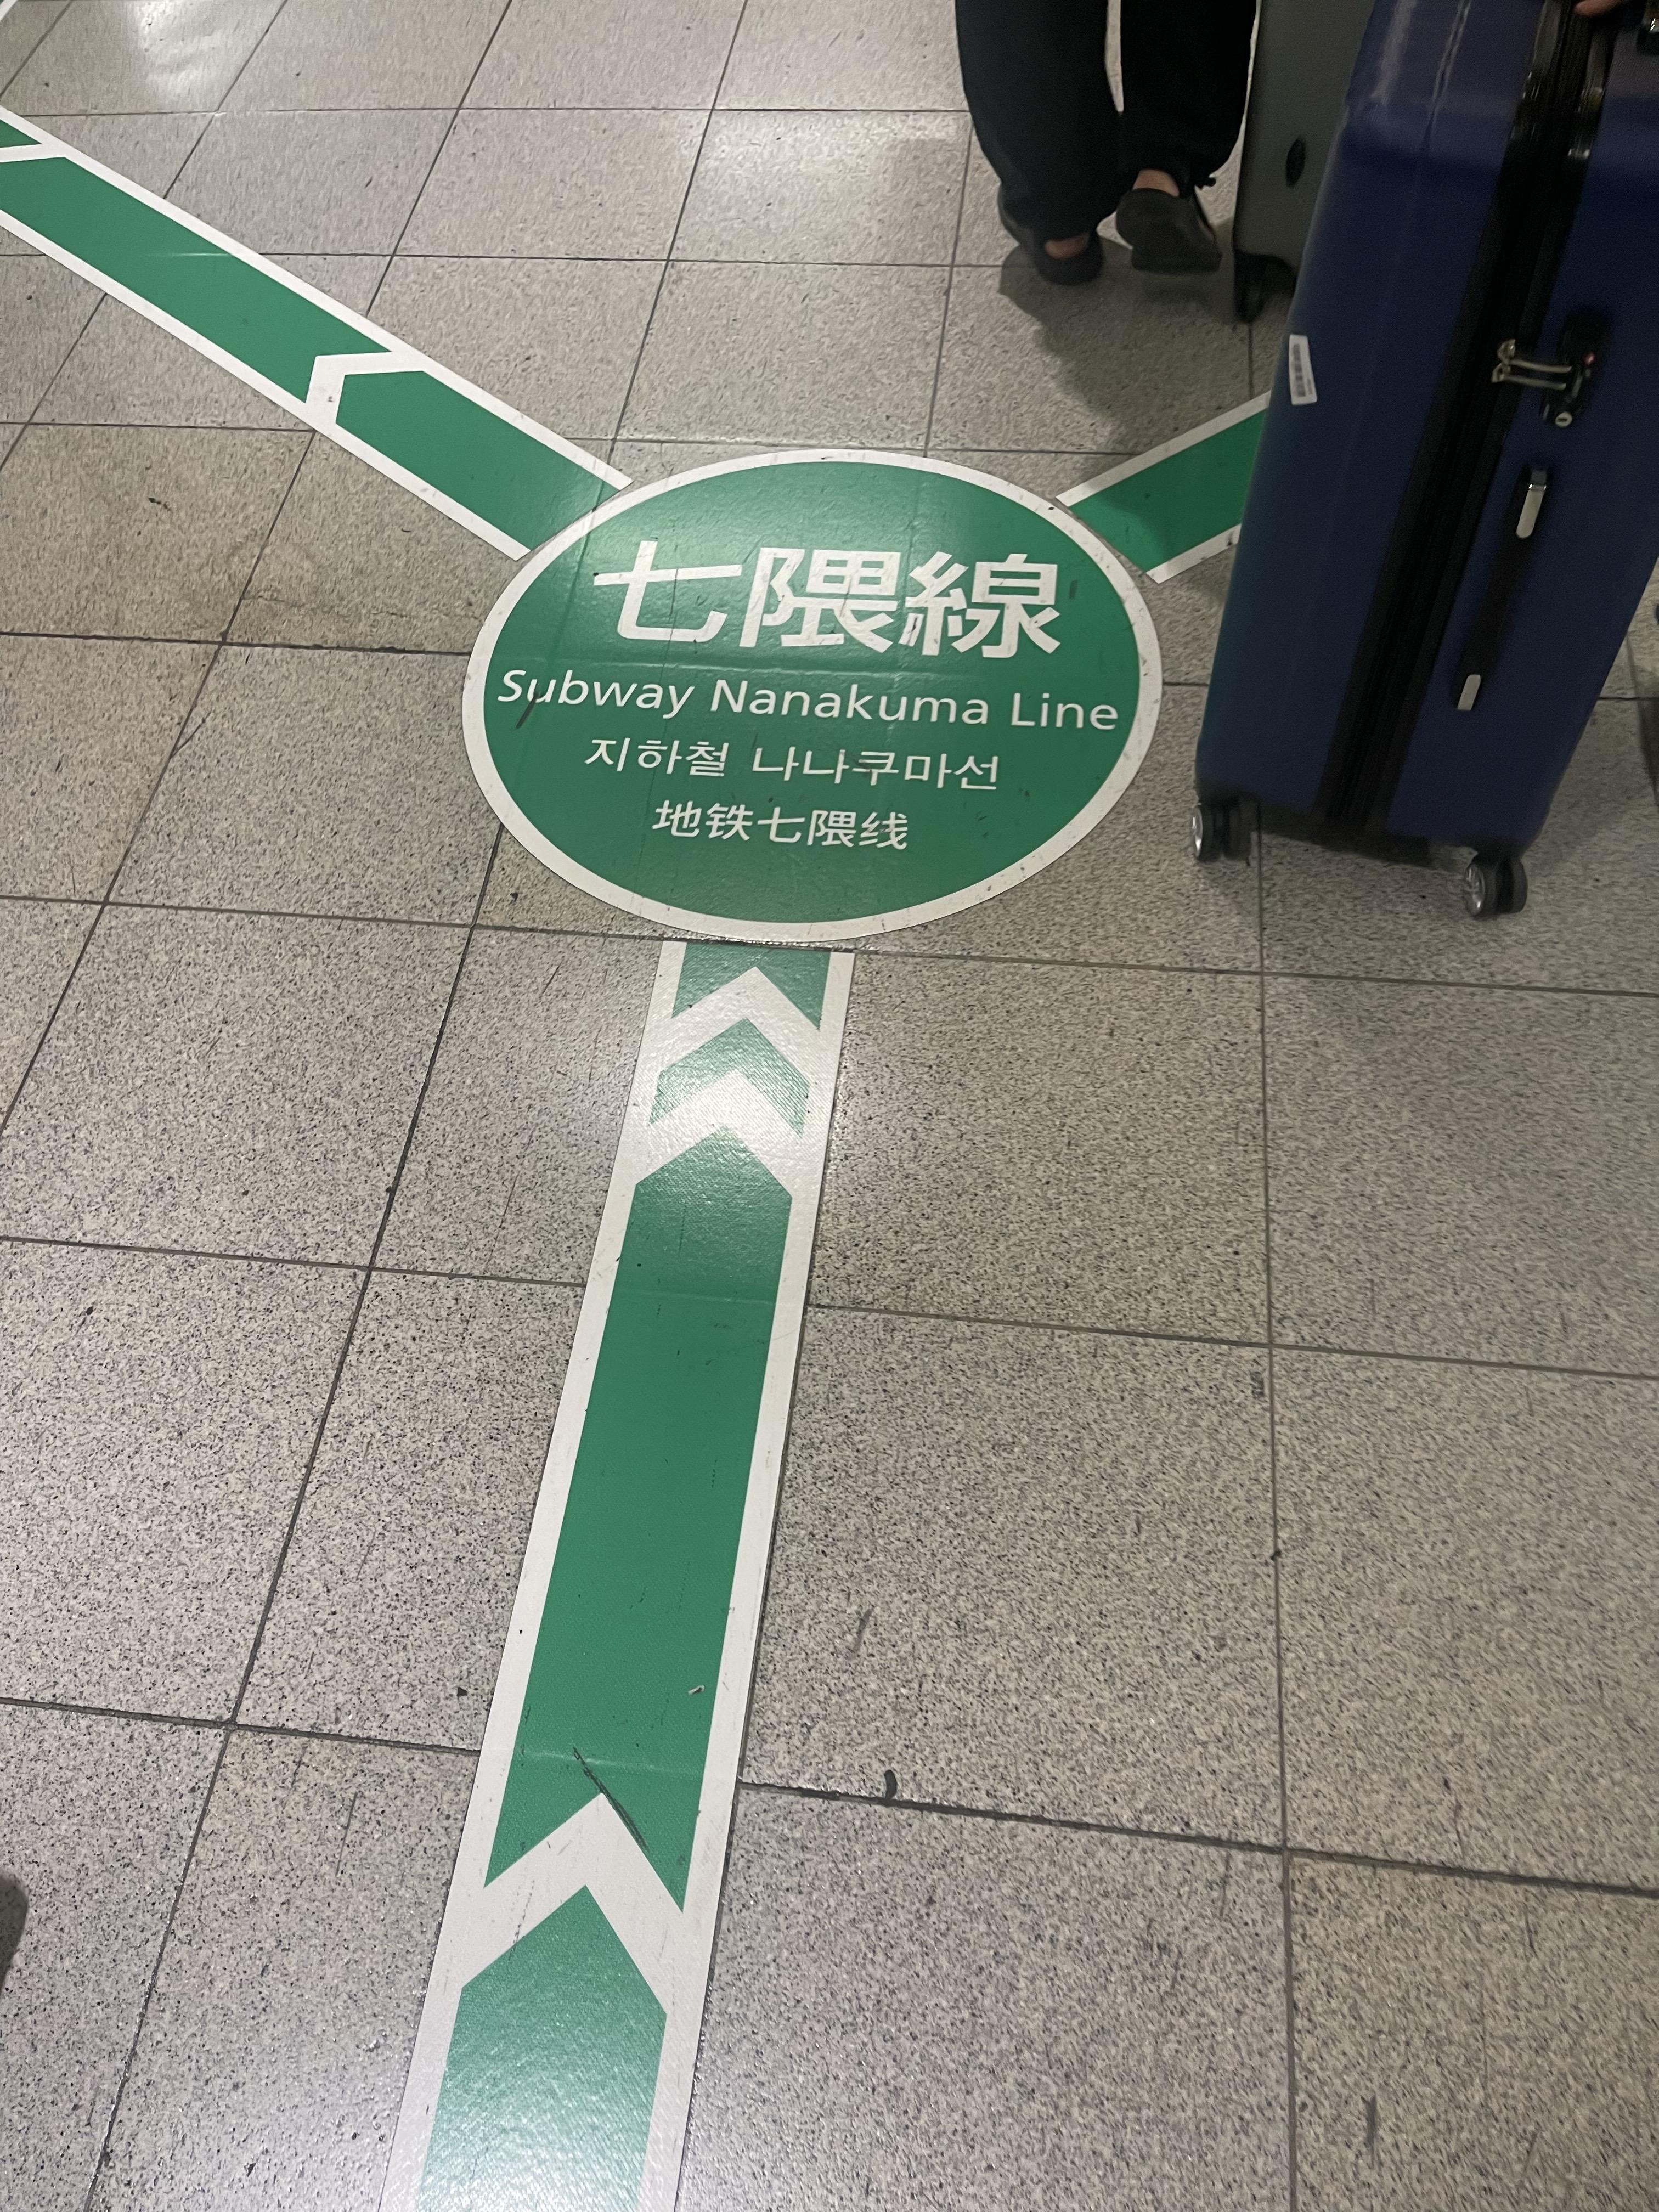 七隈線
Subway Nanakuma Line
지하철 나나쿠마선
地铁七隈线